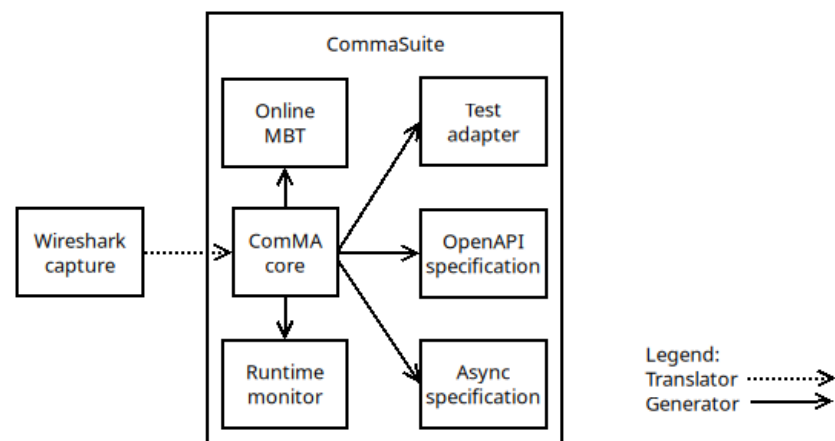 CommaSuite
Online
MBT
Test
adapter
Wireshark
capture
ComMA
core
OpenAPI
specification
Runtime
monitor
Async
specification
Legend:
Translator
Generator